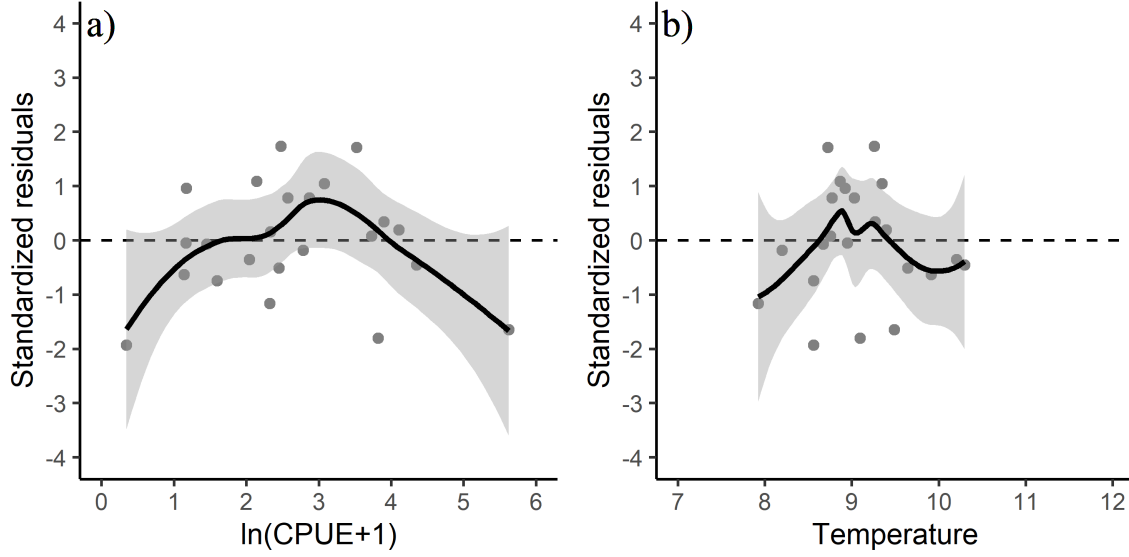 a)
4
3
2
1
0
-1
-2
-3
-4
Standardized residuals
0 1 2 3 4 5 6
ln(CPUE+1)
b)
4
3
2
1
0
-1
-2
-3
-4
Standardized residuals
7 8 9 10 11 12
Temperature